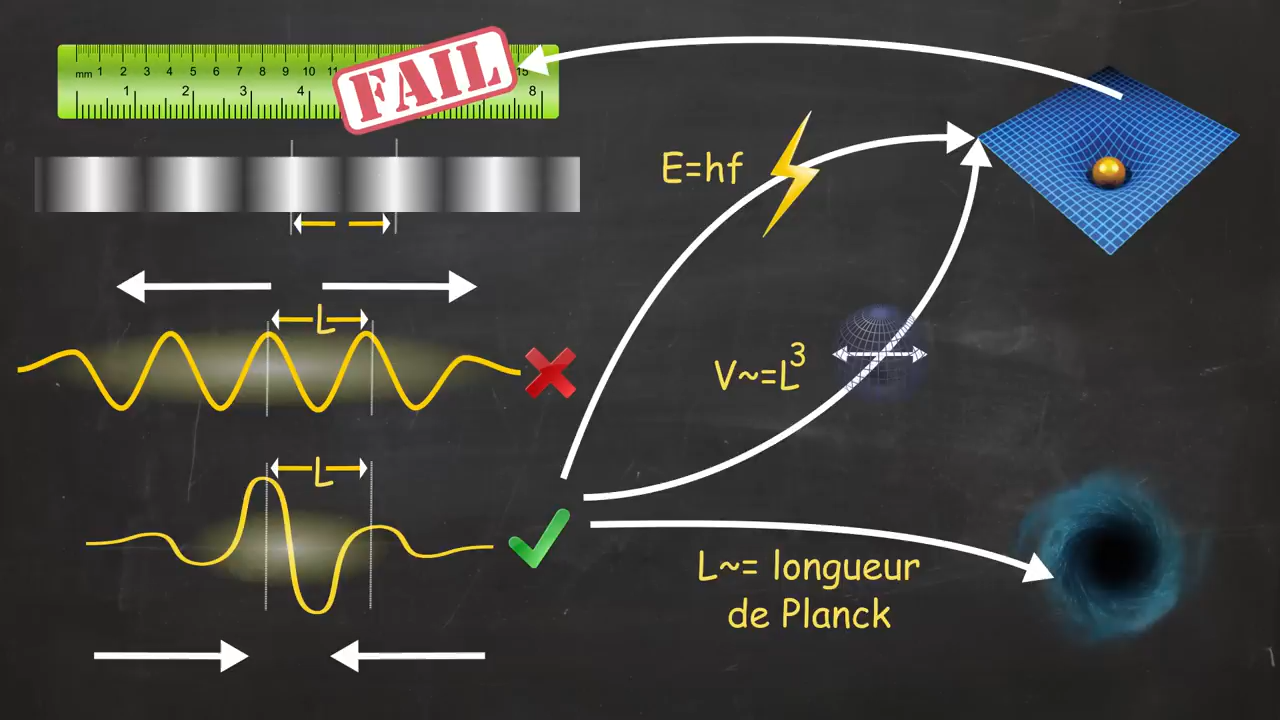 mm 1 2 3 4 5 6 7 8 9 10 11 15
1 2 3 4 8
FAIL
E=hf
L
V~=L³
L
L~= longueur
de Planck